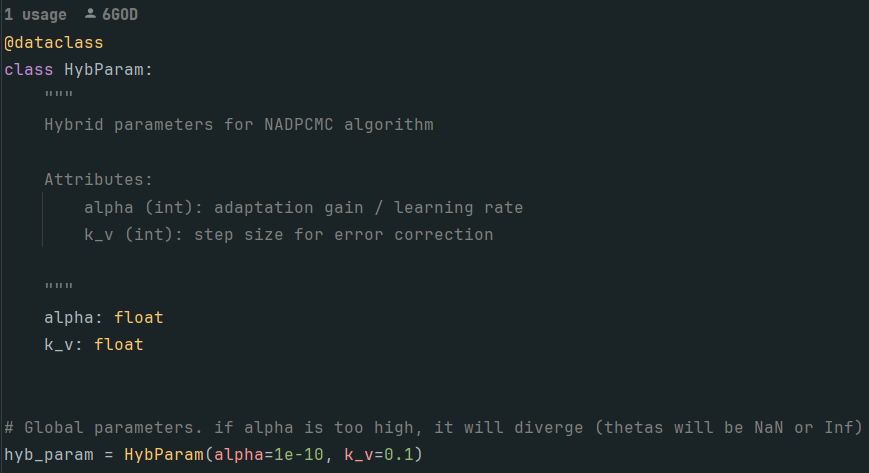 1 usage 6GOD
@dataclass
class HybParam:
    """
    Hybrid parameters for NADPCMC algorithm

    Attributes:
        alpha (int): adaptation gain / learning rate
        k_v (int): step size for error correction

    """
    alpha: float
    k_v: float


# Global parameters. if alpha is too high, it will diverge (thetas will be NaN or Inf)
hyb_param = HybParam(alpha=1e-10, k_v=0.1)